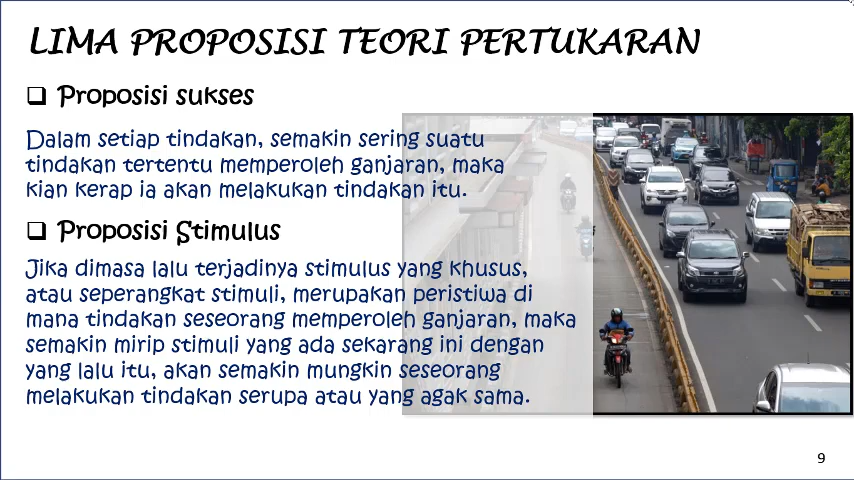 LIMA PROPOSISI TEORI PERTUKARAN
Proposisi sukses
Dalam setiap tindakan, semakin sering suatu
tindakan tertentu memperoleh ganjaran, maka
kian kerap ia akan melakukan tindakan itu.
Proposisi Stimulus
Jika dimasa lalu terjadinya stimulus yang khusus,
atau seperangkat stimuli, merupakan peristiwa di
mana tindakan seseorang memperoleh ganjaran, maka
semakin mirip stimuli yang ada sekarang ini dengan
yang lalu itu, akan semakin mungkin seseorang
melakukan tindakan serupa atau yang agak sama.
9